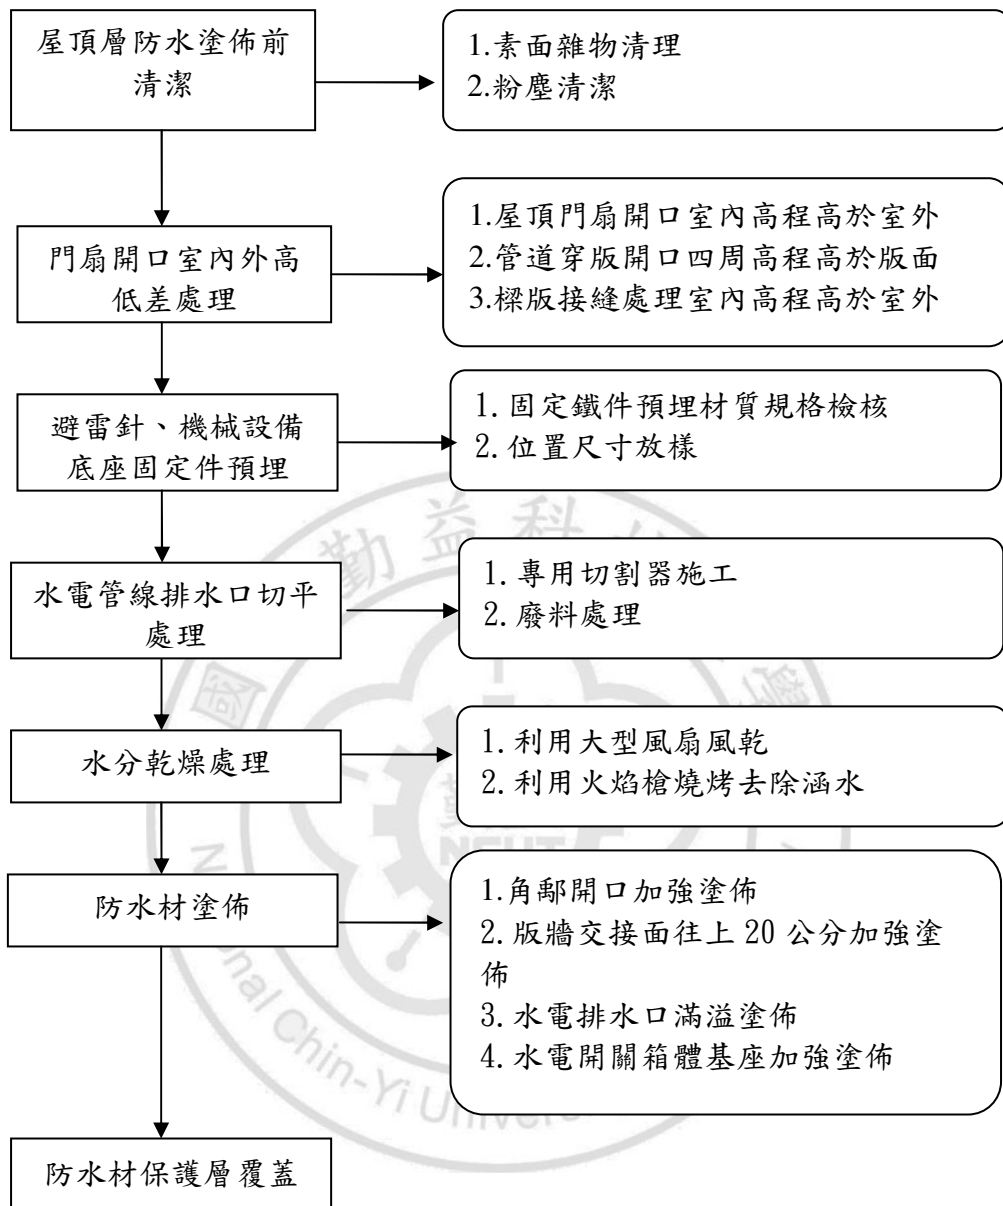 屋頂層防水塗佈前
清潔
1.素面雜物清理
2.粉塵清潔
門扇開口室內外高
低差處理
1.屋頂門扇開口室內高程高於室外
2.管道穿版開口四周高程高於版面
3.樑版接縫處理室內高程高於室外
避雷針、機械設備
底座固定件預埋
1. 固定鐵件預埋材質規格檢核
2. 位置尺寸放樣
水電管線排水口切平
處理
1. 專用切割器施工
2. 廢料處理
水分乾燥處理
1. 利用大型風扇風乾
2. 利用火焰槍燒烤去除涵水
防水材塗佈
1.角鄅開口加強塗佈
2.版牆交接面往上 20 公分加強塗
佈
3. 水電排水口滿溢塗佈
4. 水電開關箱體基座加強塗佈
防水材保護層覆蓋
國
勤益科
學
NCUT
Chin-Yi